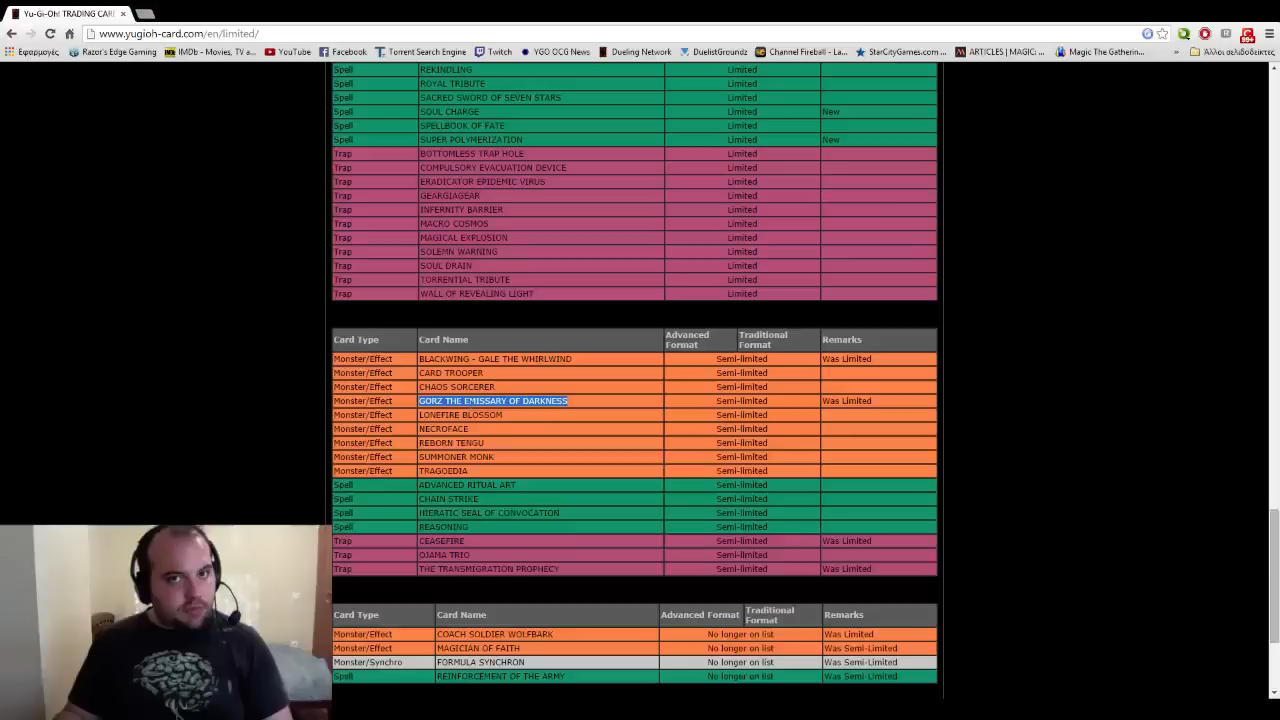 Yu-Gi-Oh! TRADING CAR
www.yugioh-card.com/en/limited/
Εφαρμογές Razor's Edge Gaming IMDb - Movies, TV a... YouTube Facebook Torrent Search Engine Twitch YGO OCG News Dueling Network DuelistGroundz Channel Fireball - La... StarCityGames.com ... ARTICLES | MAGIC: ... Magic The Gatherin... » Άλλοι σελιδοδείκτες
99+
Spell REKINDLING Limited
Spell ROYAL TRIBUTE Limited
Spell SACRED SWORD OF SEVEN STARS Limited
Spell SOUL CHARGE Limited New
Spell SPELLBOOK OF FATE Limited
Spell SUPER POLYMERIZATION Limited New
Trap BOTTOMLESS TRAP HOLE Limited
Trap COMPULSORY EVACUATION DEVICE Limited
Trap ERADICATOR EPIDEMIC VIRUS Limited
Trap GEARGIAGEAR Limited
Trap INFERNITY BARRIER Limited
Trap MACRO COSMOS Limited
Trap MAGICAL EXPLOSION Limited
Trap SOLEMN WARNING Limited
Trap SOUL DRAIN Limited
Trap TORRENTIAL TRIBUTE Limited
Trap WALL OF REVEALING LIGHT Limited
Card Type Card Name Advanced Format Traditional Format Remarks
Monster/Effect BLACKWING - GALE THE WHIRLWIND Semi-limited Was Limited
Monster/Effect CARD TROOPER Semi-limited
Monster/Effect CHAOS SORCERER Semi-limited
Monster/Effect GORZ THE EMISSARY OF DARKNESS Semi-limited Was Limited
Monster/Effect LONEFIRE BLOSSOM Semi-limited
Monster/Effect NECROFACE Semi-limited
Monster/Effect REBORN TENGU Semi-limited
Monster/Effect SUMMONER MONK Semi-limited
Monster/Effect TRAGOEDIA Semi-limited
Spell ADVANCED RITUAL ART Semi-limited
Spell CHAIN STRIKE Semi-limited
Spell HIERATIC SEAL OF CONVOCATION Semi-limited
Spell REASONING Semi-limited
Trap CEASEFIRE Semi-limited Was Limited
Trap OJAMA TRIO Semi-limited
Trap THE TRANSMIGRATION PROPHECY Semi-limited Was Limited
Card Type Card Name Advanced Format Traditional Format Remarks
Monster/Effect COACH SOLDIER WOLFBARK No longer on list Was Limited
Monster/Effect MAGICIAN OF FAITH No longer on list Was Semi-Limited
Monster/Synchro FORMULA SYNCHRON No longer on list Was Semi-Limited
Spell REINFORCEMENT OF THE ARMY No longer on list Was Semi-Limited